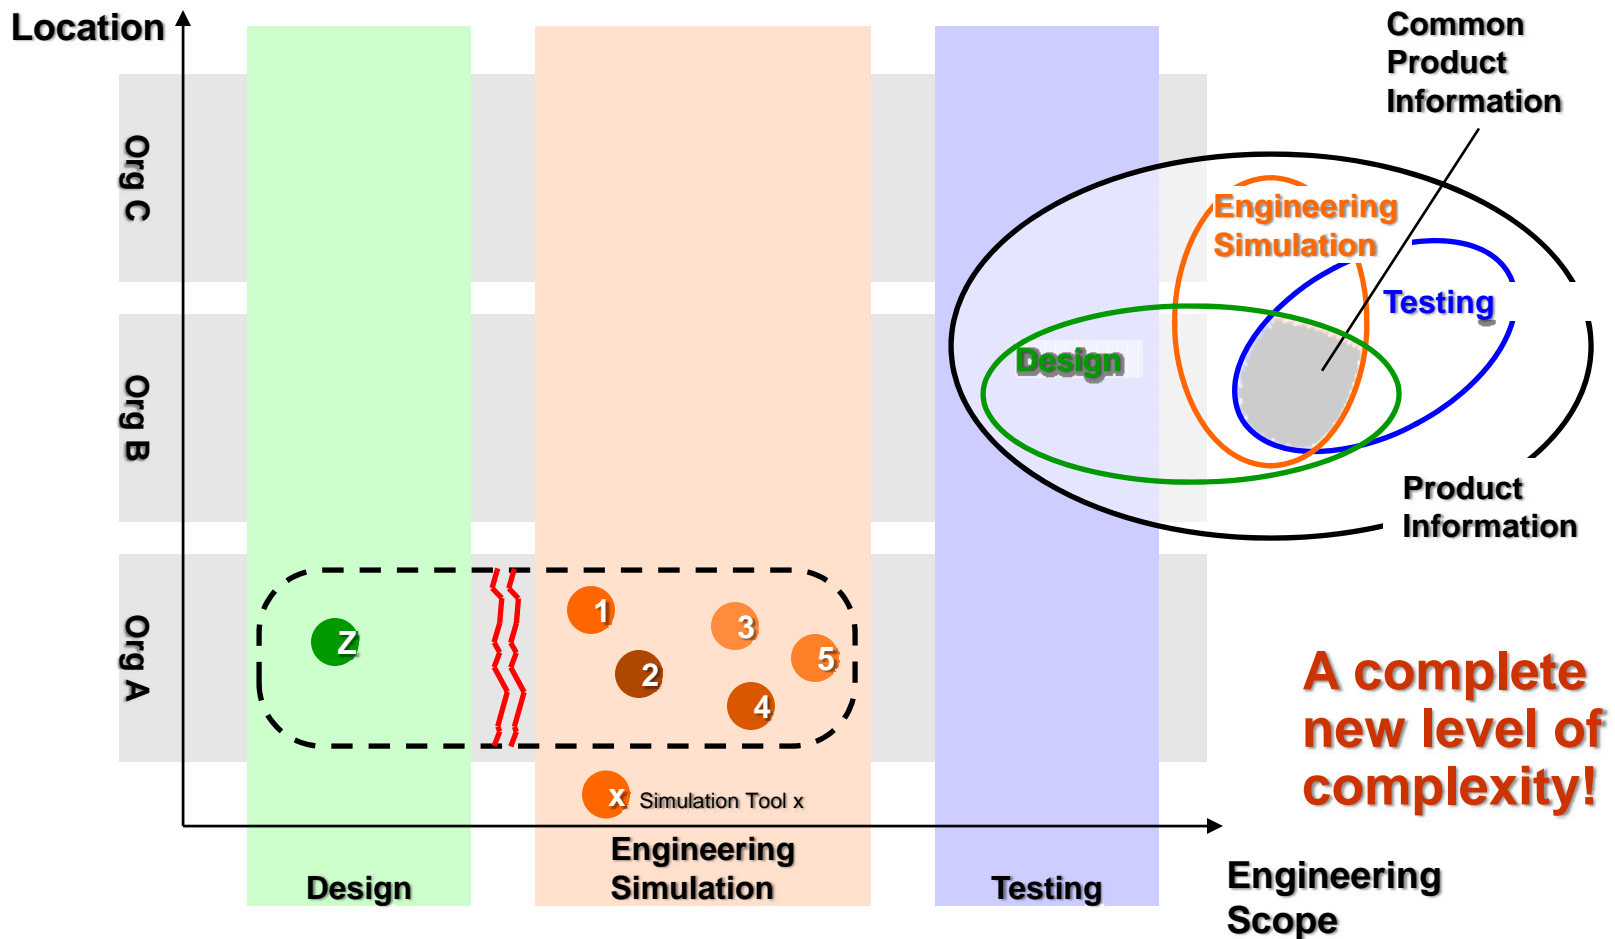 Location
Common
Product
Information
Org C
Engineering
Simulation
Testing
Design
Org B
Product
Information
Org A
1
Z
3
2
5
4
A complete
new level of
complexity!
x Simulation Tool x
Engineering
Simulation
Design
Testing
Engineering
Scope